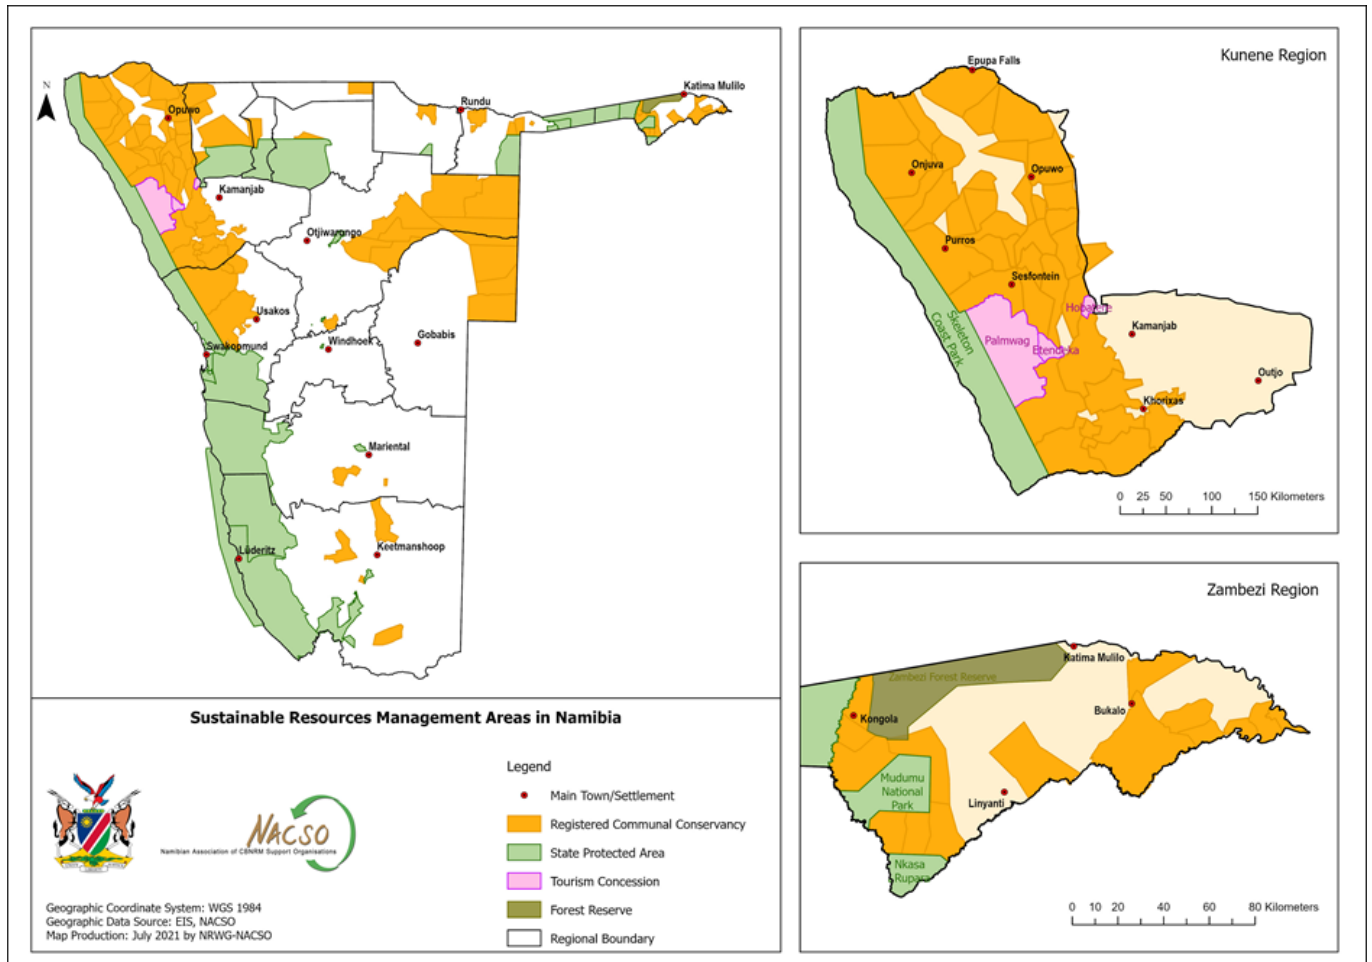 N
Opuwo
Rundu
Katima Mulilo
Kamanjab
Otjiwarongo
Usakos
Swakopmund
Windhoek
Gobabis
Mariental
Lüderitz
Keetmanshoop
Kunene Region
Epupa Falls
Onjuva
Opuwo
Purros
Sesfontein
Hobatere
Skeleton
Coast Park
Palmwag
Etendeka
Kamanjab
Outjo
Khorixas
0 25 50 100 150 Kilometers
Zambezi Region
Katima Mulilo
Zambezi Forest Reserve
Kongola
Bukalo
Mudumu
National
Park
Linyanti
Nkasa
Rupara
0 10 20 40 60 80 Kilometers
Sustainable Resources Management Areas in Namibia
NACSO
Namibian Association of CBNRM Support Organisations
Legend
Main Town/Settlement
Registered Communal Conservancy
State Protected Area
Tourism Concession
Forest Reserve
Regional Boundary
Geographic Coordinate System: WGS 1984
Geographic Data Source: EIS, NACSO
Map Production: July 2021 by NRWG-NACSO